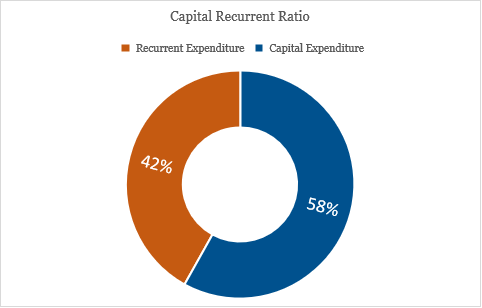 Capital Recurrent Ratio
Recurrent Expenditure Capital Expenditure
42%
58%